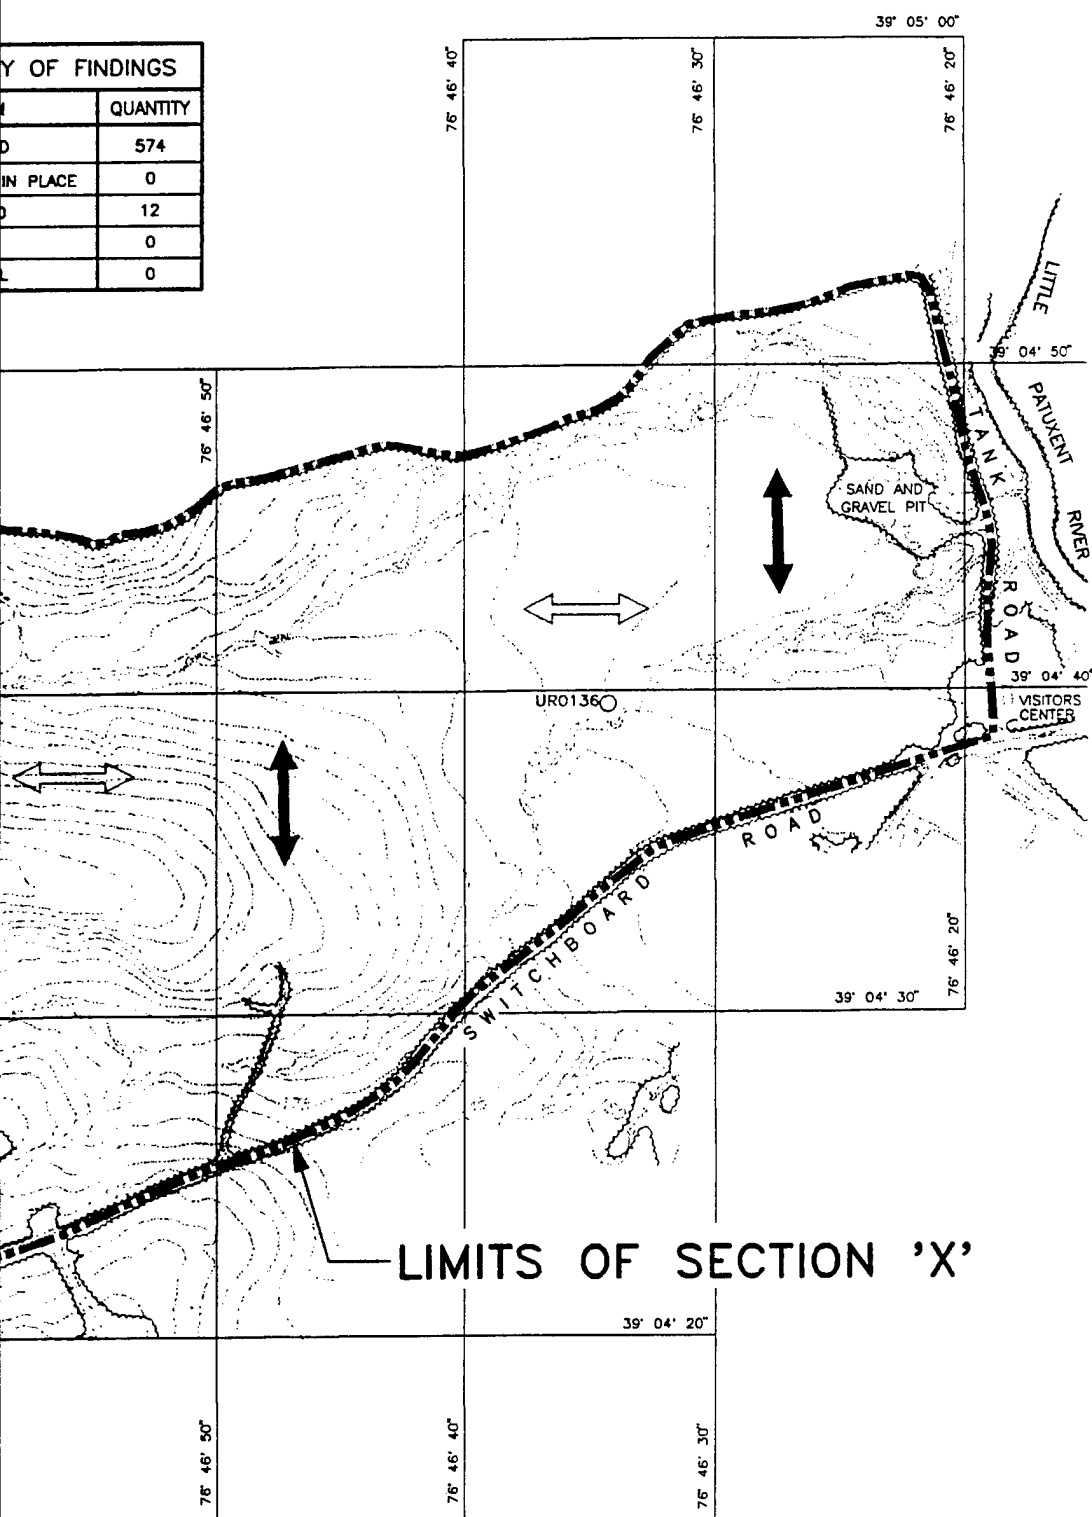 39° 05' 00"
76° 46' 40"
76° 46' 30"
76° 46' 20"
Y OF FINDINGS
QUANTITY
D 574
IN PLACE 0
12
0
L 0
LITTLE
PATUXENT
RIVER
39° 04' 50"
76° 46' 50"
TANK
ROAD
SAND AND
GRAVEL PIT
39° 04' 40"
UR0136
VISITORS
CENTER
SWITCHBOARD
ROAD
76° 46' 20"
39° 04' 30"
LIMITS OF SECTION 'X'
39° 04' 20"
76° 46' 50"
76° 46' 40"
76° 46' 30"